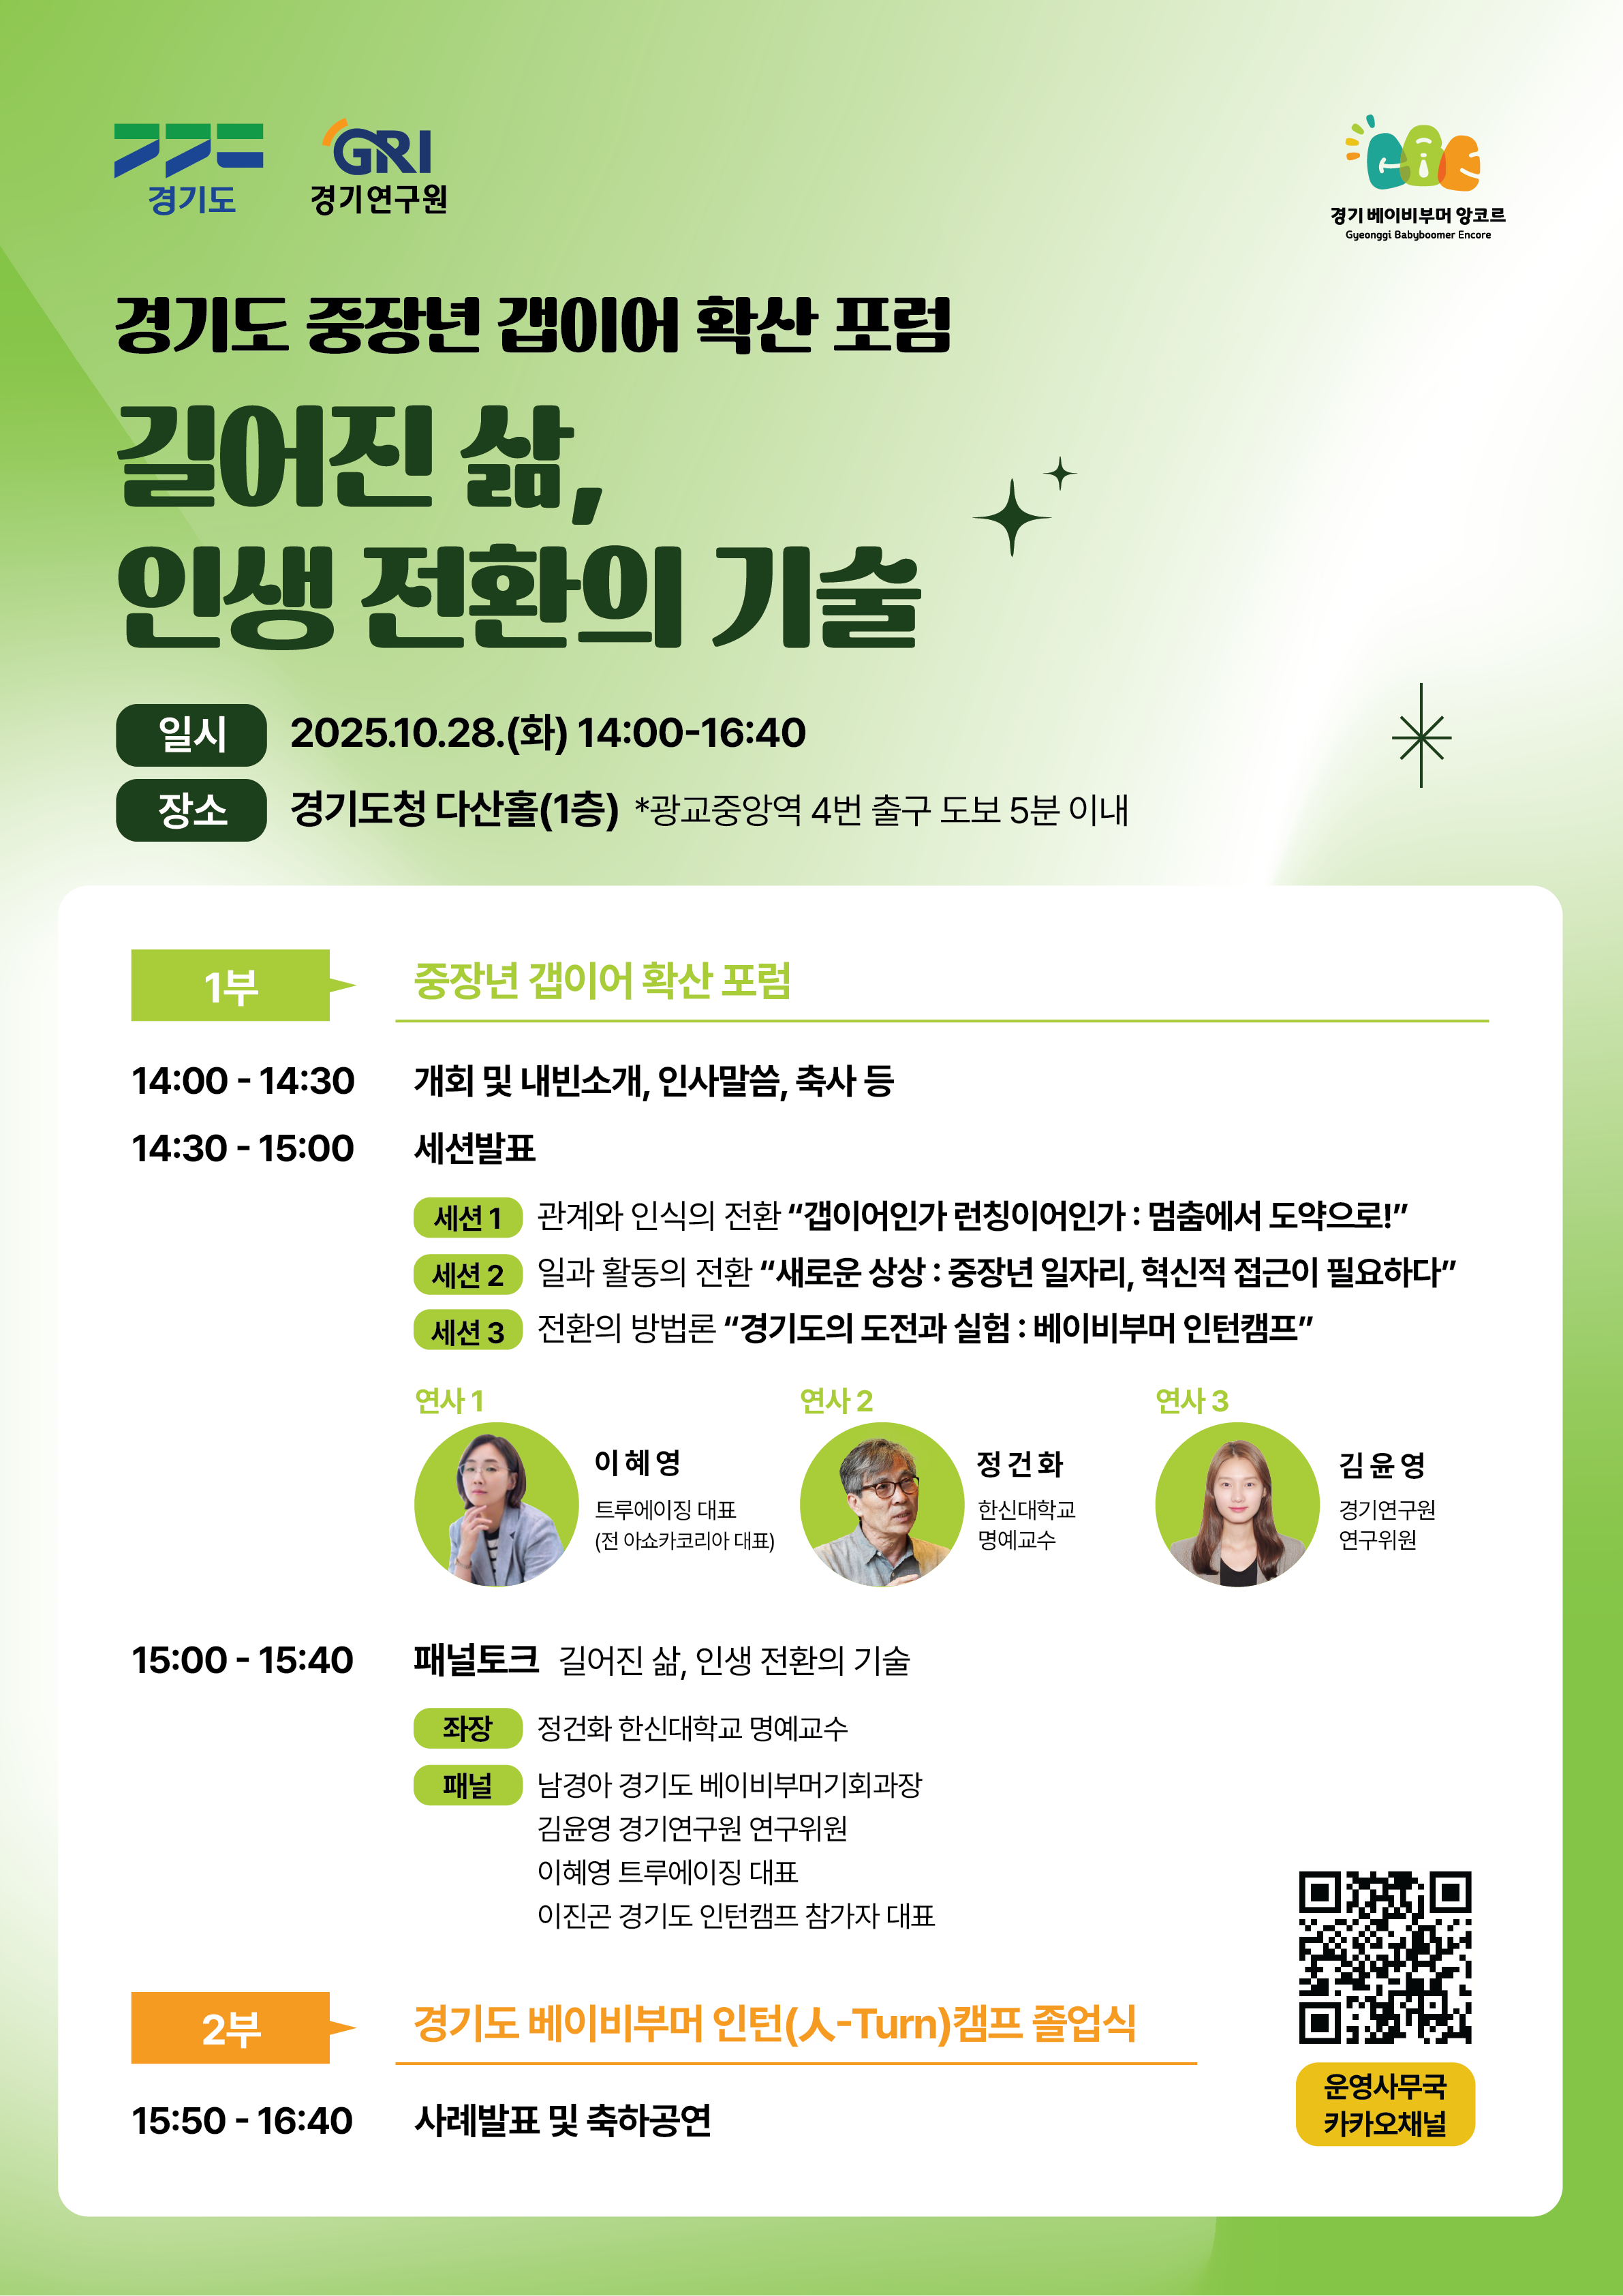 경기도
GRI
경기연구원
경기 베이비부머 앙코르
Gyeonggi Babyboomer Encore
경기도 중장년 갭이어 확산 포럼
길어진 삶,
인생 전환의 기술
일시 2025.10.28.(화) 14:00-16:40
장소 경기도청 다산홀(1층) *광교중앙역 4번 출구 도보 5분 이내
1부 중장년 갭이어 확산 포럼
14:00 - 14:30 개회 및 내빈소개, 인사말씀, 축사 등
14:30 - 15:00 세션발표
세션 1 관계와 인식의 전환 “갭이어인가 런칭이어인가 : 멈춤에서 도약으로!”
세션 2 일과 활동의 전환 “새로운 상상 : 중장년 일자리, 혁신적 접근이 필요하다”
세션 3 전환의 방법론 “경기도의 도전과 실험 : 베이비부머 인턴캠프”
연사 1
이혜영
트루에이징 대표
(전 아쇼카코리아 대표)
연사 2
정건화
한신대학교
명예교수
연사 3
김윤영
경기연구원
연구위원
15:00 - 15:40 패널토크 길어진 삶, 인생 전환의 기술
좌장 정건화 한신대학교 명예교수
패널 남경아 경기도 베이비부머기회과장
김윤영 경기연구원 연구위원
이혜영 트루에이징 대표
이진곤 경기도 인턴캠프 참가자 대표
2부 경기도 베이비부머 인턴(人-Turn)캠프 졸업식
15:50 - 16:40 사례발표 및 축하공연
운영사무국
카카오채널